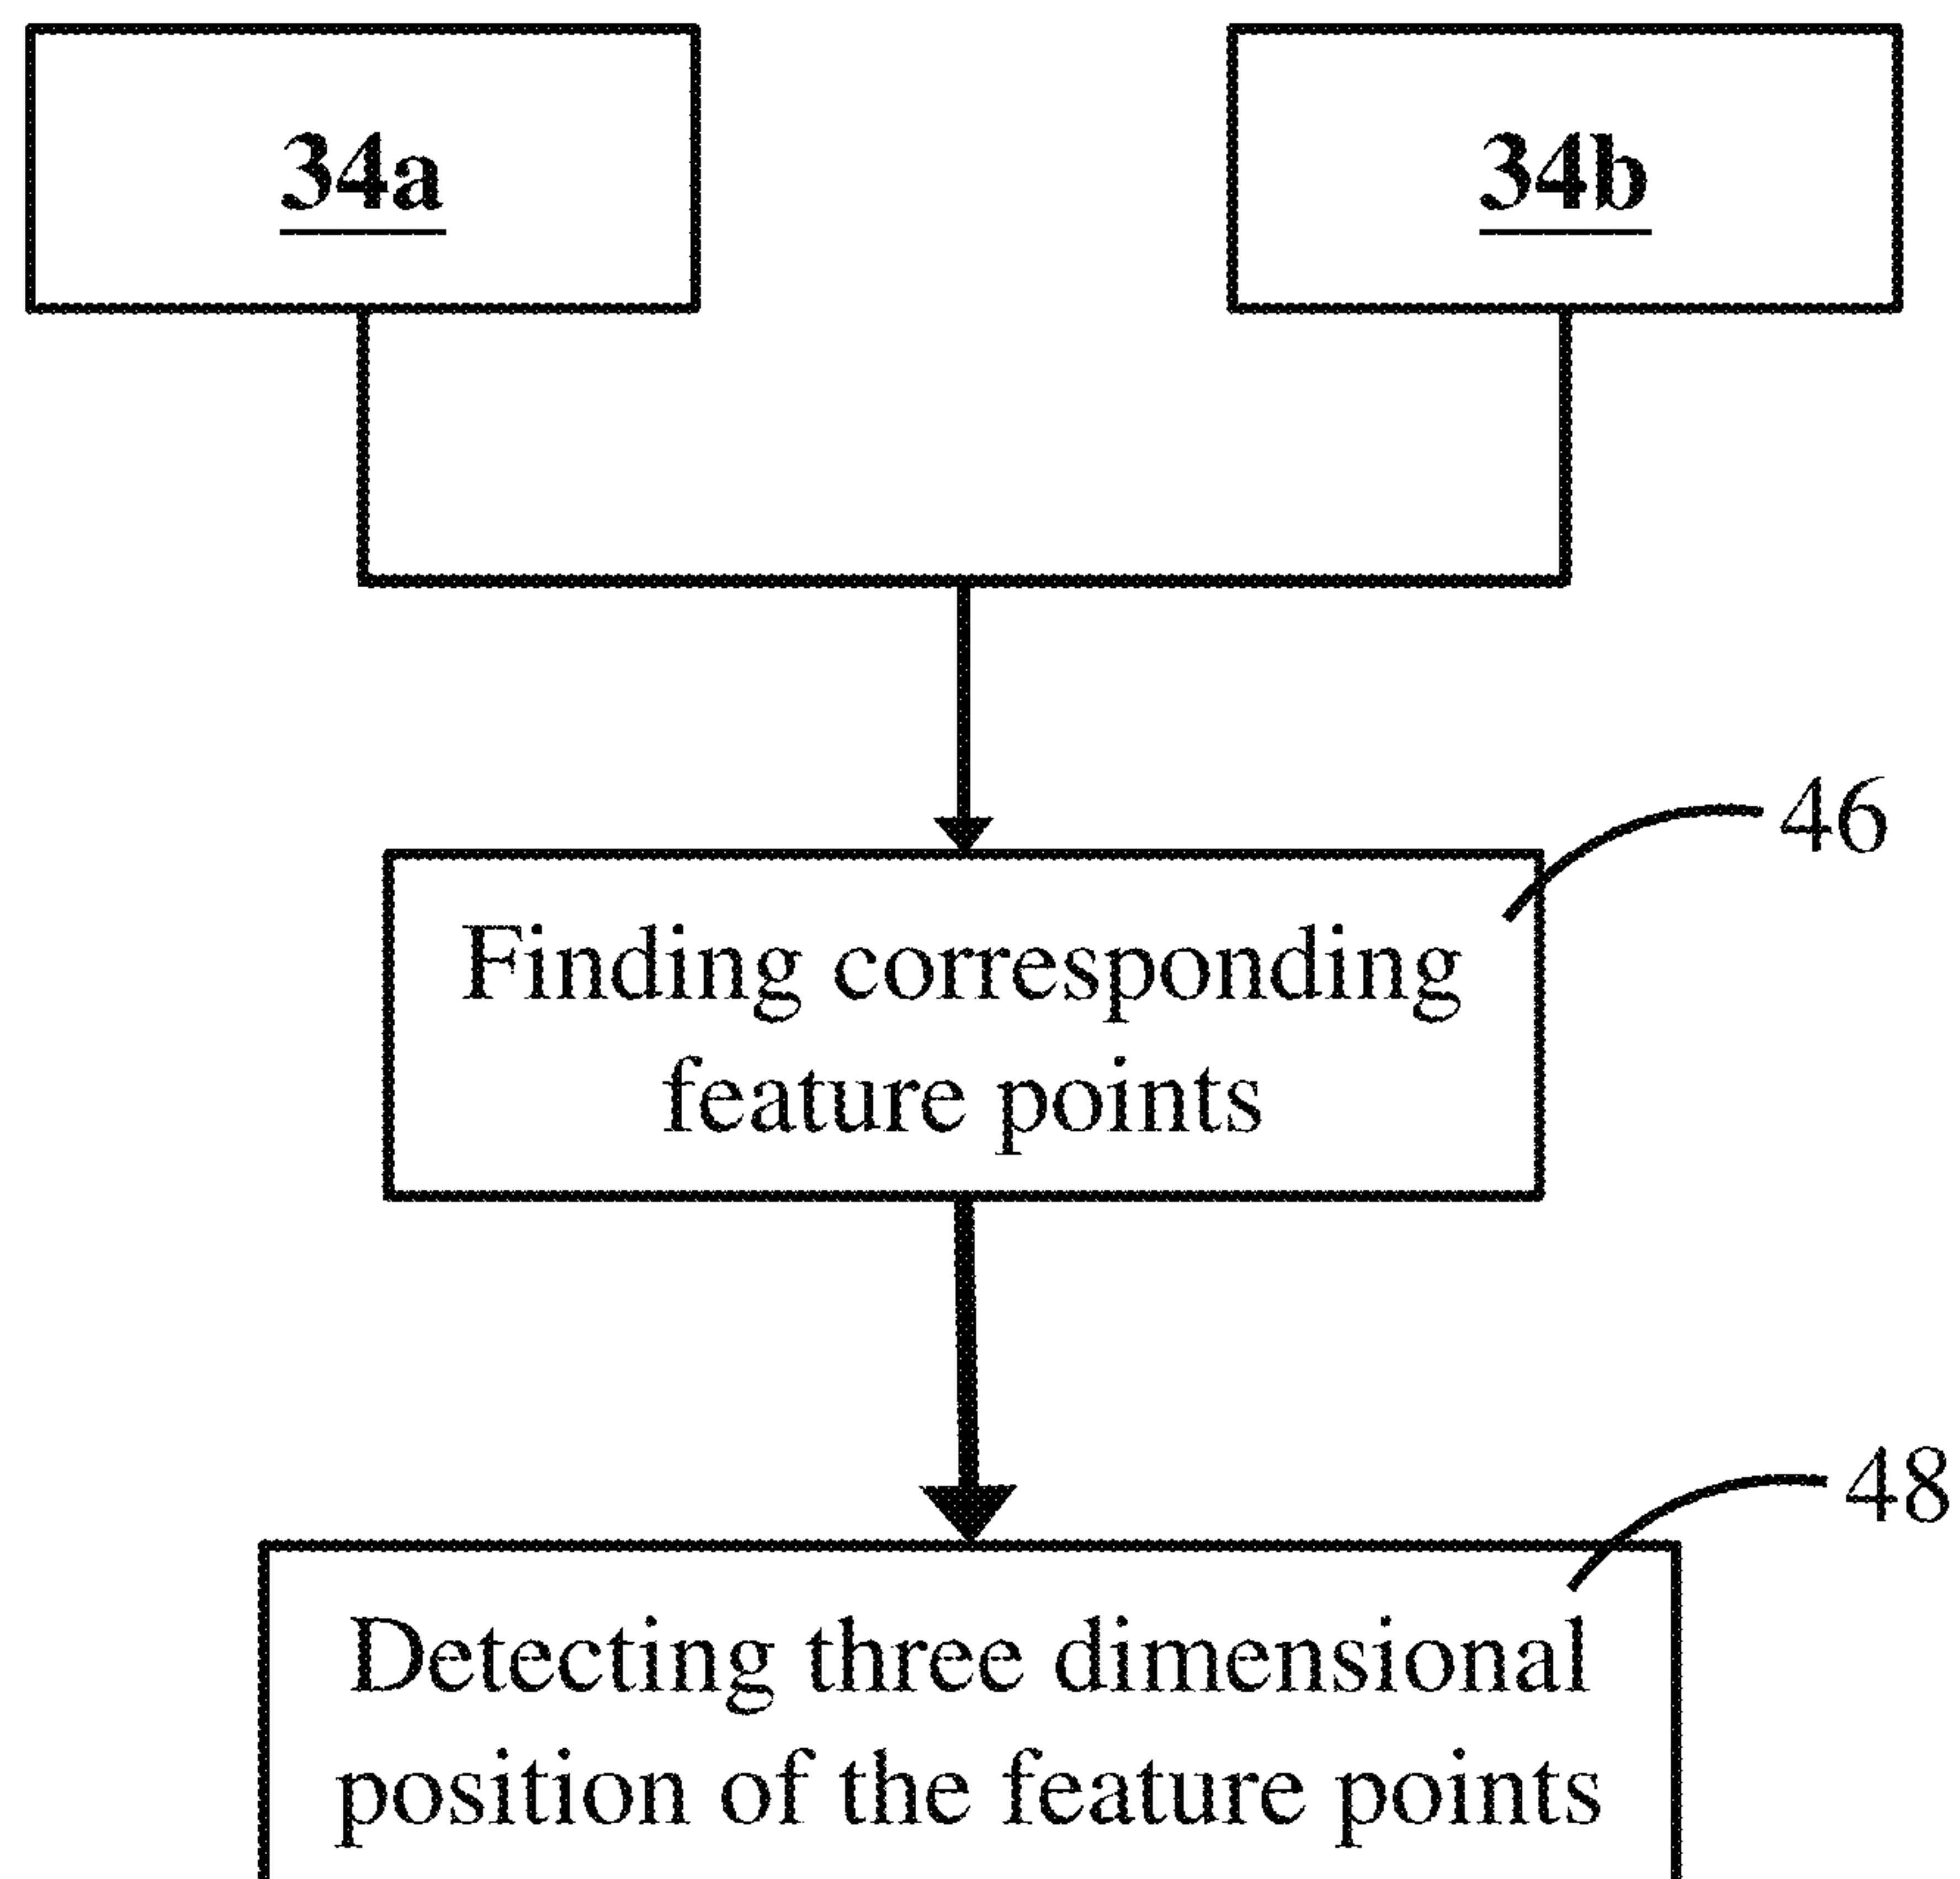 34a
34b
46
Finding corresponding
feature points
48
Detecting three dimensional
position of the feature points